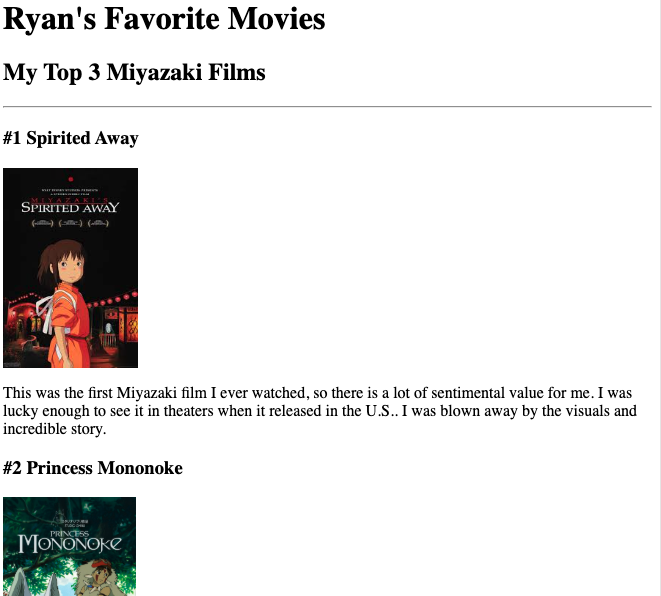 Ryan's Favorite Movies
My Top 3 Miyazaki Films
#1 Spirited Away
MIYAZAKI'S
SPIRITED AWAY
This was the first Miyazaki film I ever watched, so there is a lot of sentimental value for me. I was
lucky enough to see it in theaters when it released in the U.S.. I was blown away by the visuals and
incredible story.
#2 Princess Mononoke
PRINCESS
MONONOKE